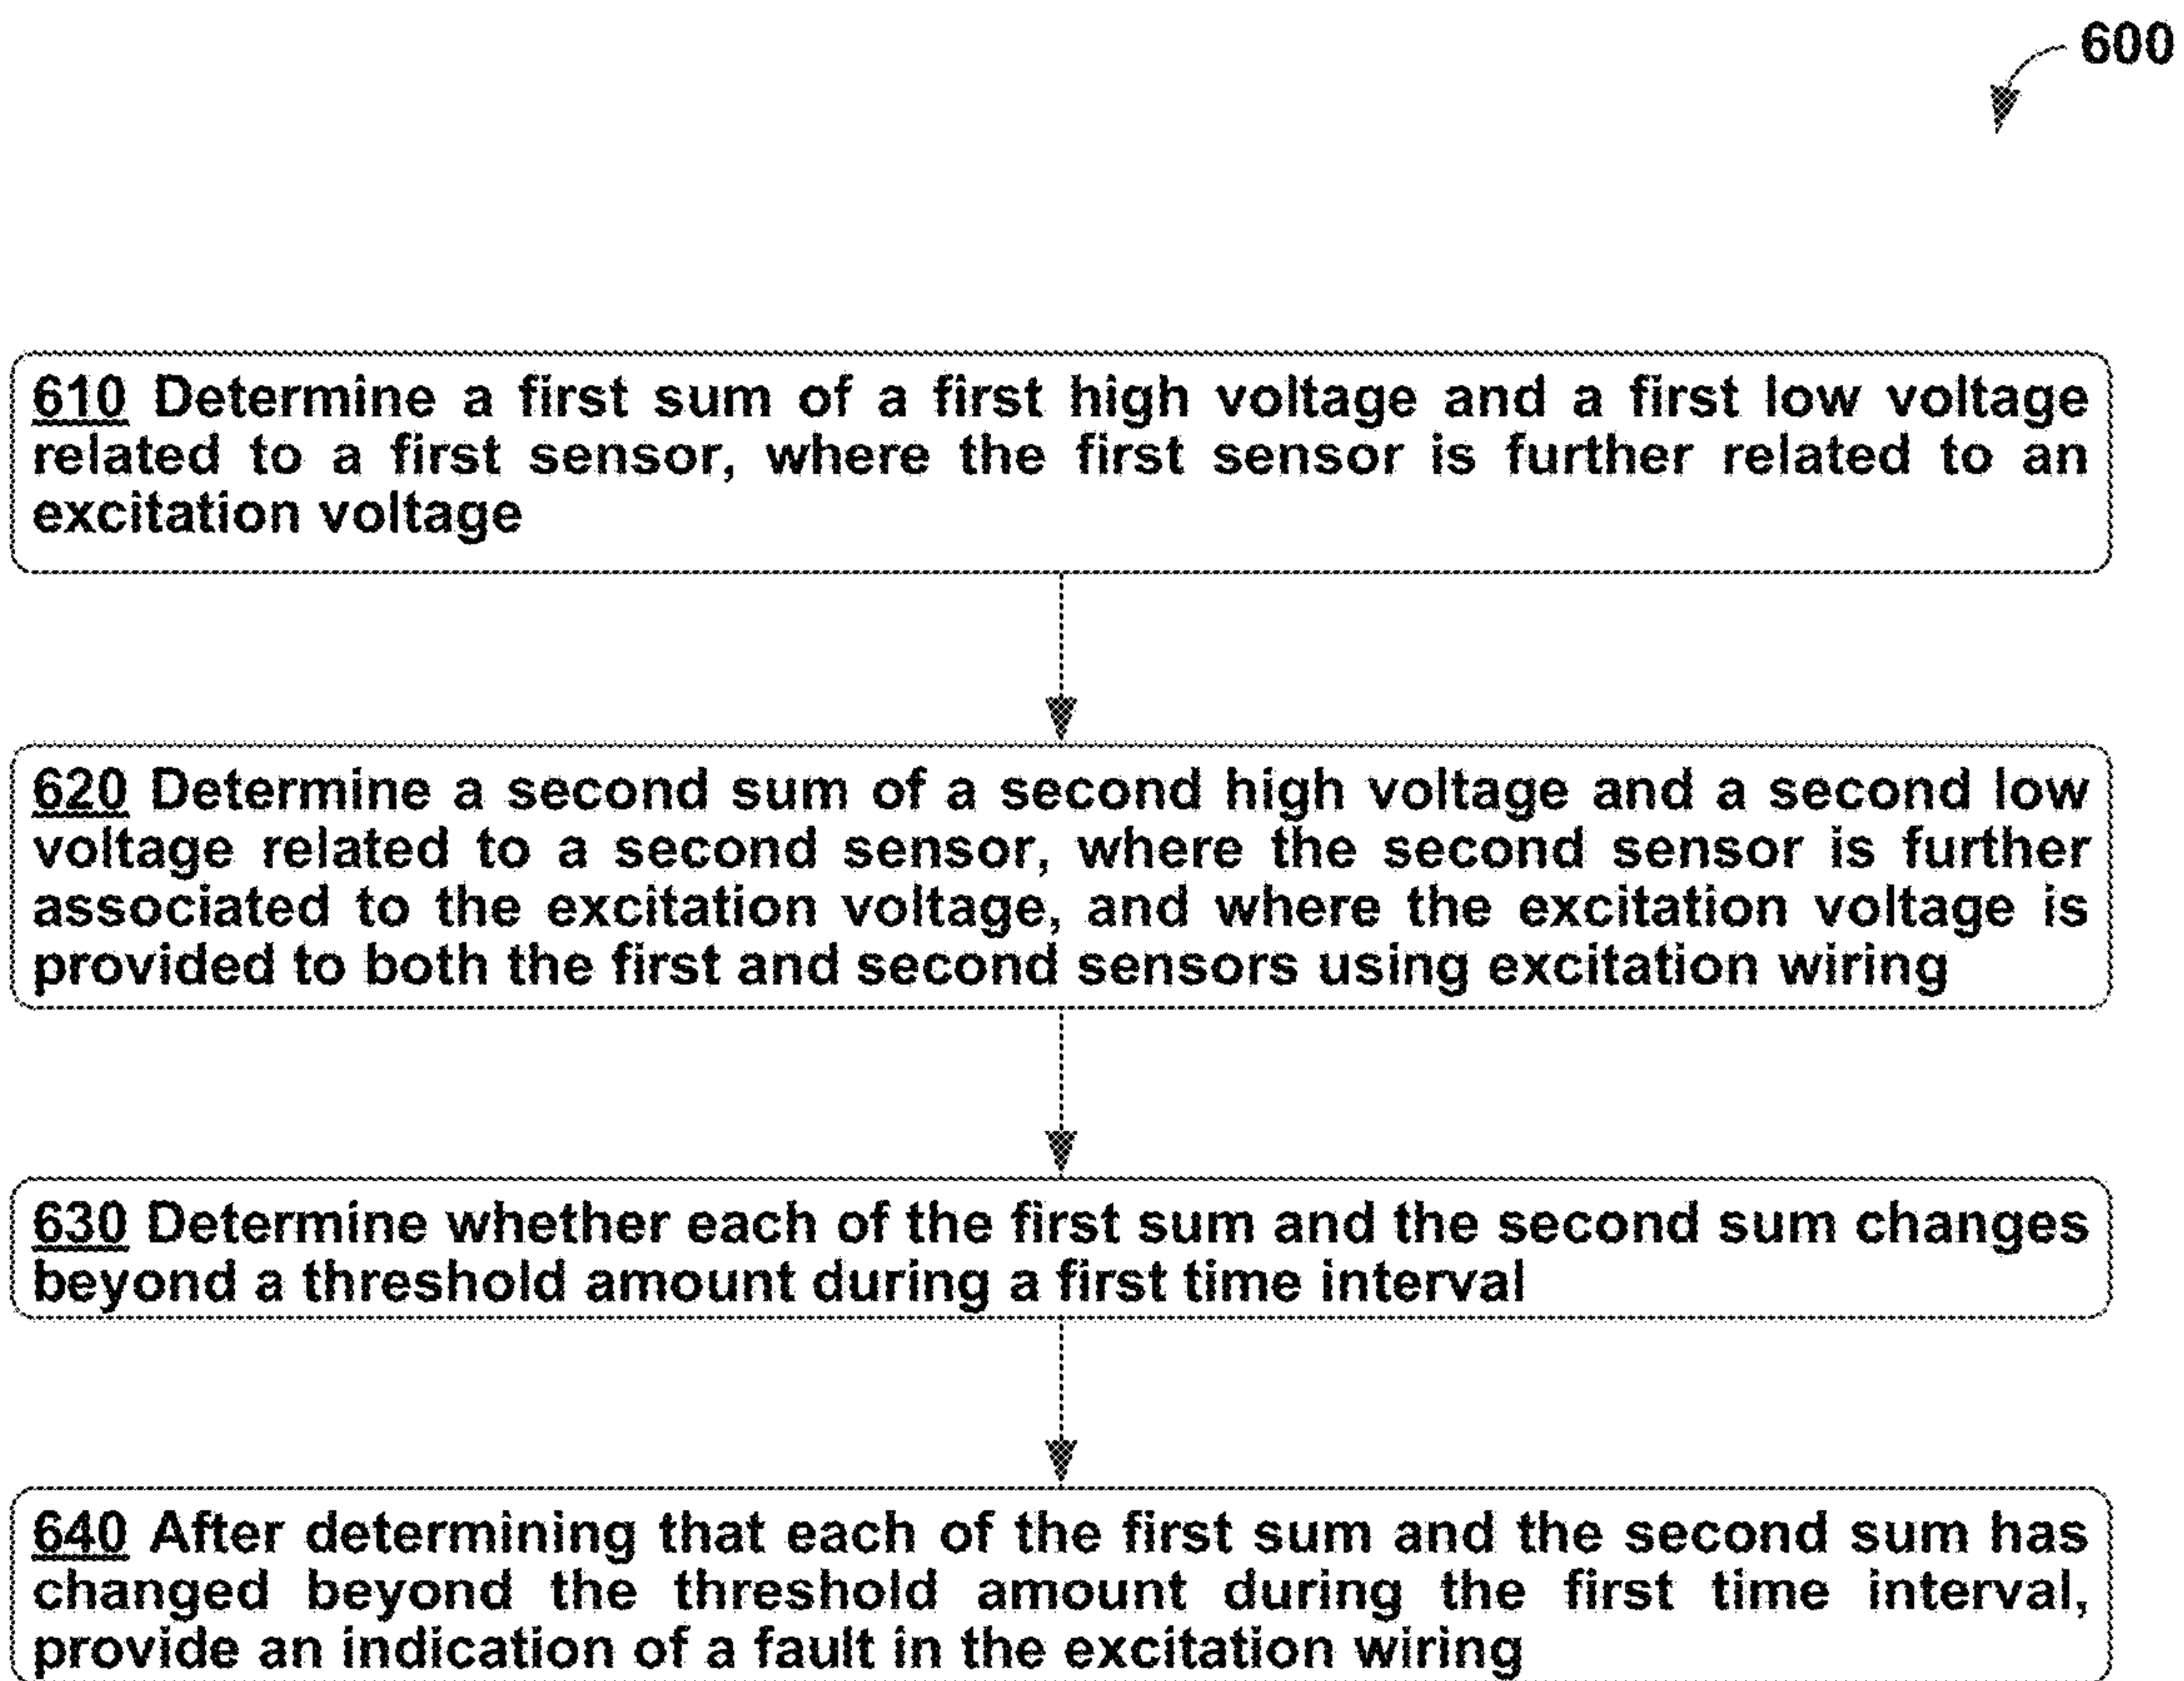 600
610 Determine a first sum of a first high voltage and a first low voltage
related to a first sensor, where the first sensor is further related to an
excitation voltage
620 Determine a second sum of a second high voltage and a second low
voltage related to a second sensor, where the second sensor is further
associated to the excitation voltage, and where the excitation voltage is
provided to both the first and second sensors using excitation wiring
630 Determine whether each of the first sum and the second sum changes
beyond a threshold amount during a first time interval
640 After determining that each of the first sum and the second sum has
changed beyond the threshold amount during the first time interval,
provide an indication of a fault in the excitation wiring